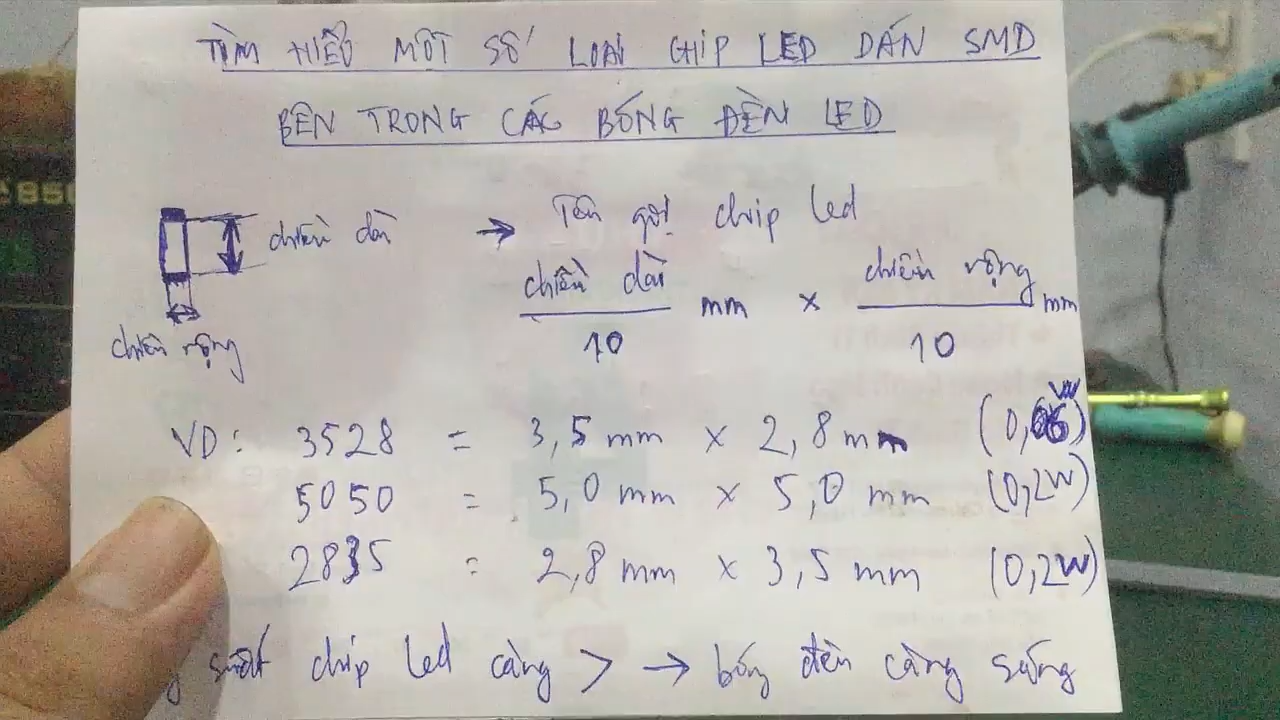 TÌM HIỂU MỘT SỐ LOẠI CHIP LED DÁN SMD
BÊN TRONG CÁC BÓNG ĐÈN LED
chiều dài
→ Tên gọi chip led
chiều dài / 10 mm × chiều rộng / 10 mm
chiều rộng
VD: 3528 = 3,5 mm × 2,8 mm (0,06W)
5050 = 5,0 mm × 5,0 mm (0,2W)
2835 = 2,8 mm × 3,5 mm (0,2W)
suất chip led càng > → bóng đèn càng sáng